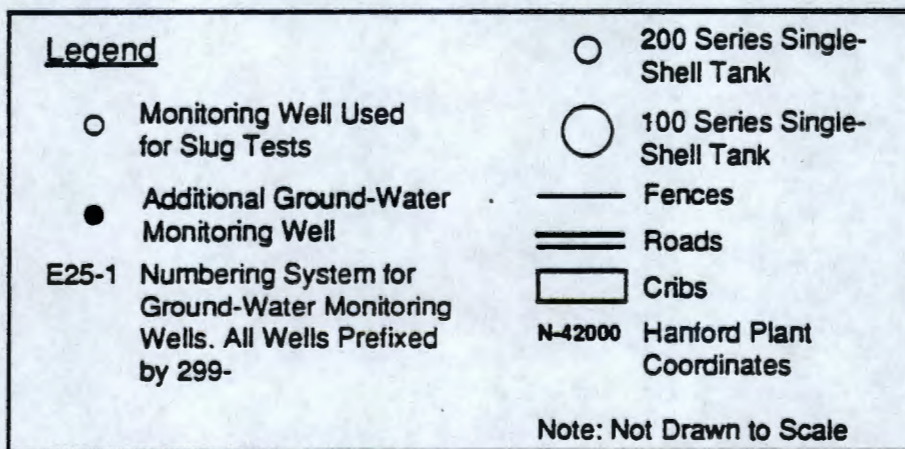 Legend
Monitoring Well Used
for Slug Tests
Additional Ground-Water
Monitoring Well
E25-1 Numbering System for
Ground-Water Monitoring
Wells. All Wells Prefixed
by 299-
200 Series Single-
Shell Tank
100 Series Single-
Shell Tank
Fences
Roads
Cribs
N-42000 Hanford Plant
Coordinates
Note: Not Drawn to Scale